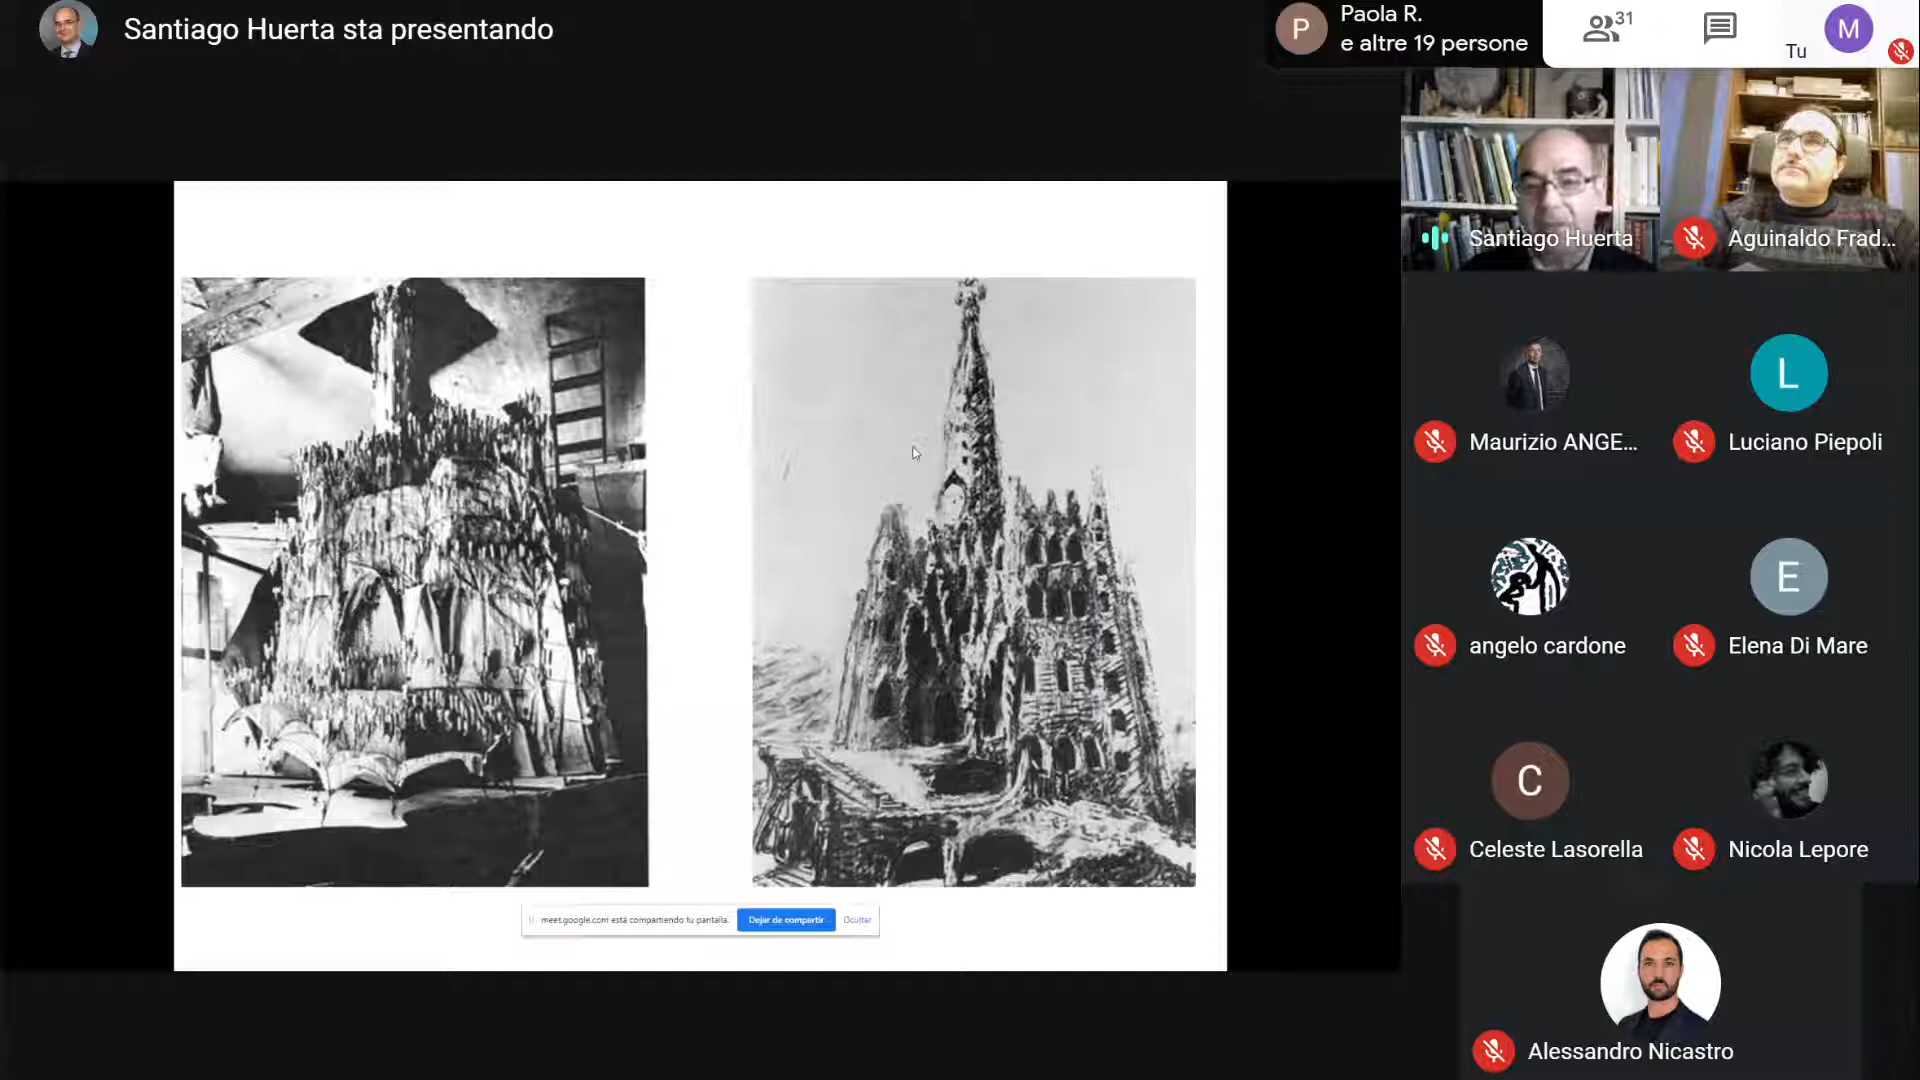 Santiago Huerta sta presentando
P
Paola R.
e altre 19 persone
31
Tu
M
Santiago Huerta
Aguinaldo Frad...
L
Maurizio ANGE...
Luciano Piepoli
E
angelo cardone
Elena Di Mare
C
Celeste Lasorella
Nicola Lepore
Alessandro Nicastro
meet.google.com está compartiendo tu pantalla.
Dejar de compartir
Ocultar